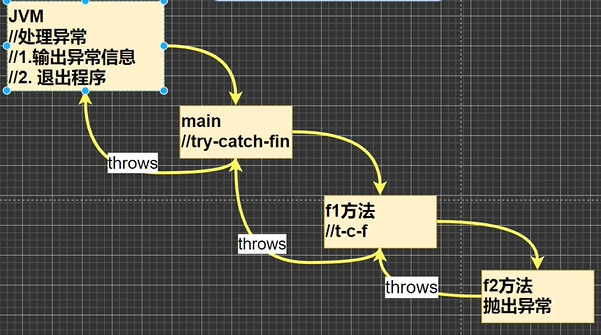 JVM
//处理异常
//1.输出异常信息
//2. 退出程序
main
//try-catch-fin
throws
f1方法
//t-c-f
throws
f2方法
抛出异常
throws